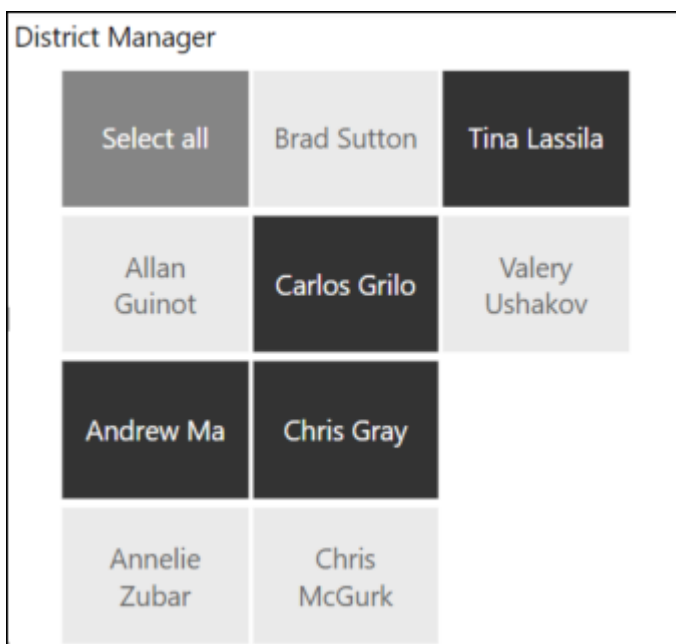 District Manager
Select all
Brad Sutton
Tina Lassila
Allan
Guinot
Carlos Grilo
Valery
Ushakov
Andrew Ma
Chris Gray
Annelie
Zubar
Chris
McGurk